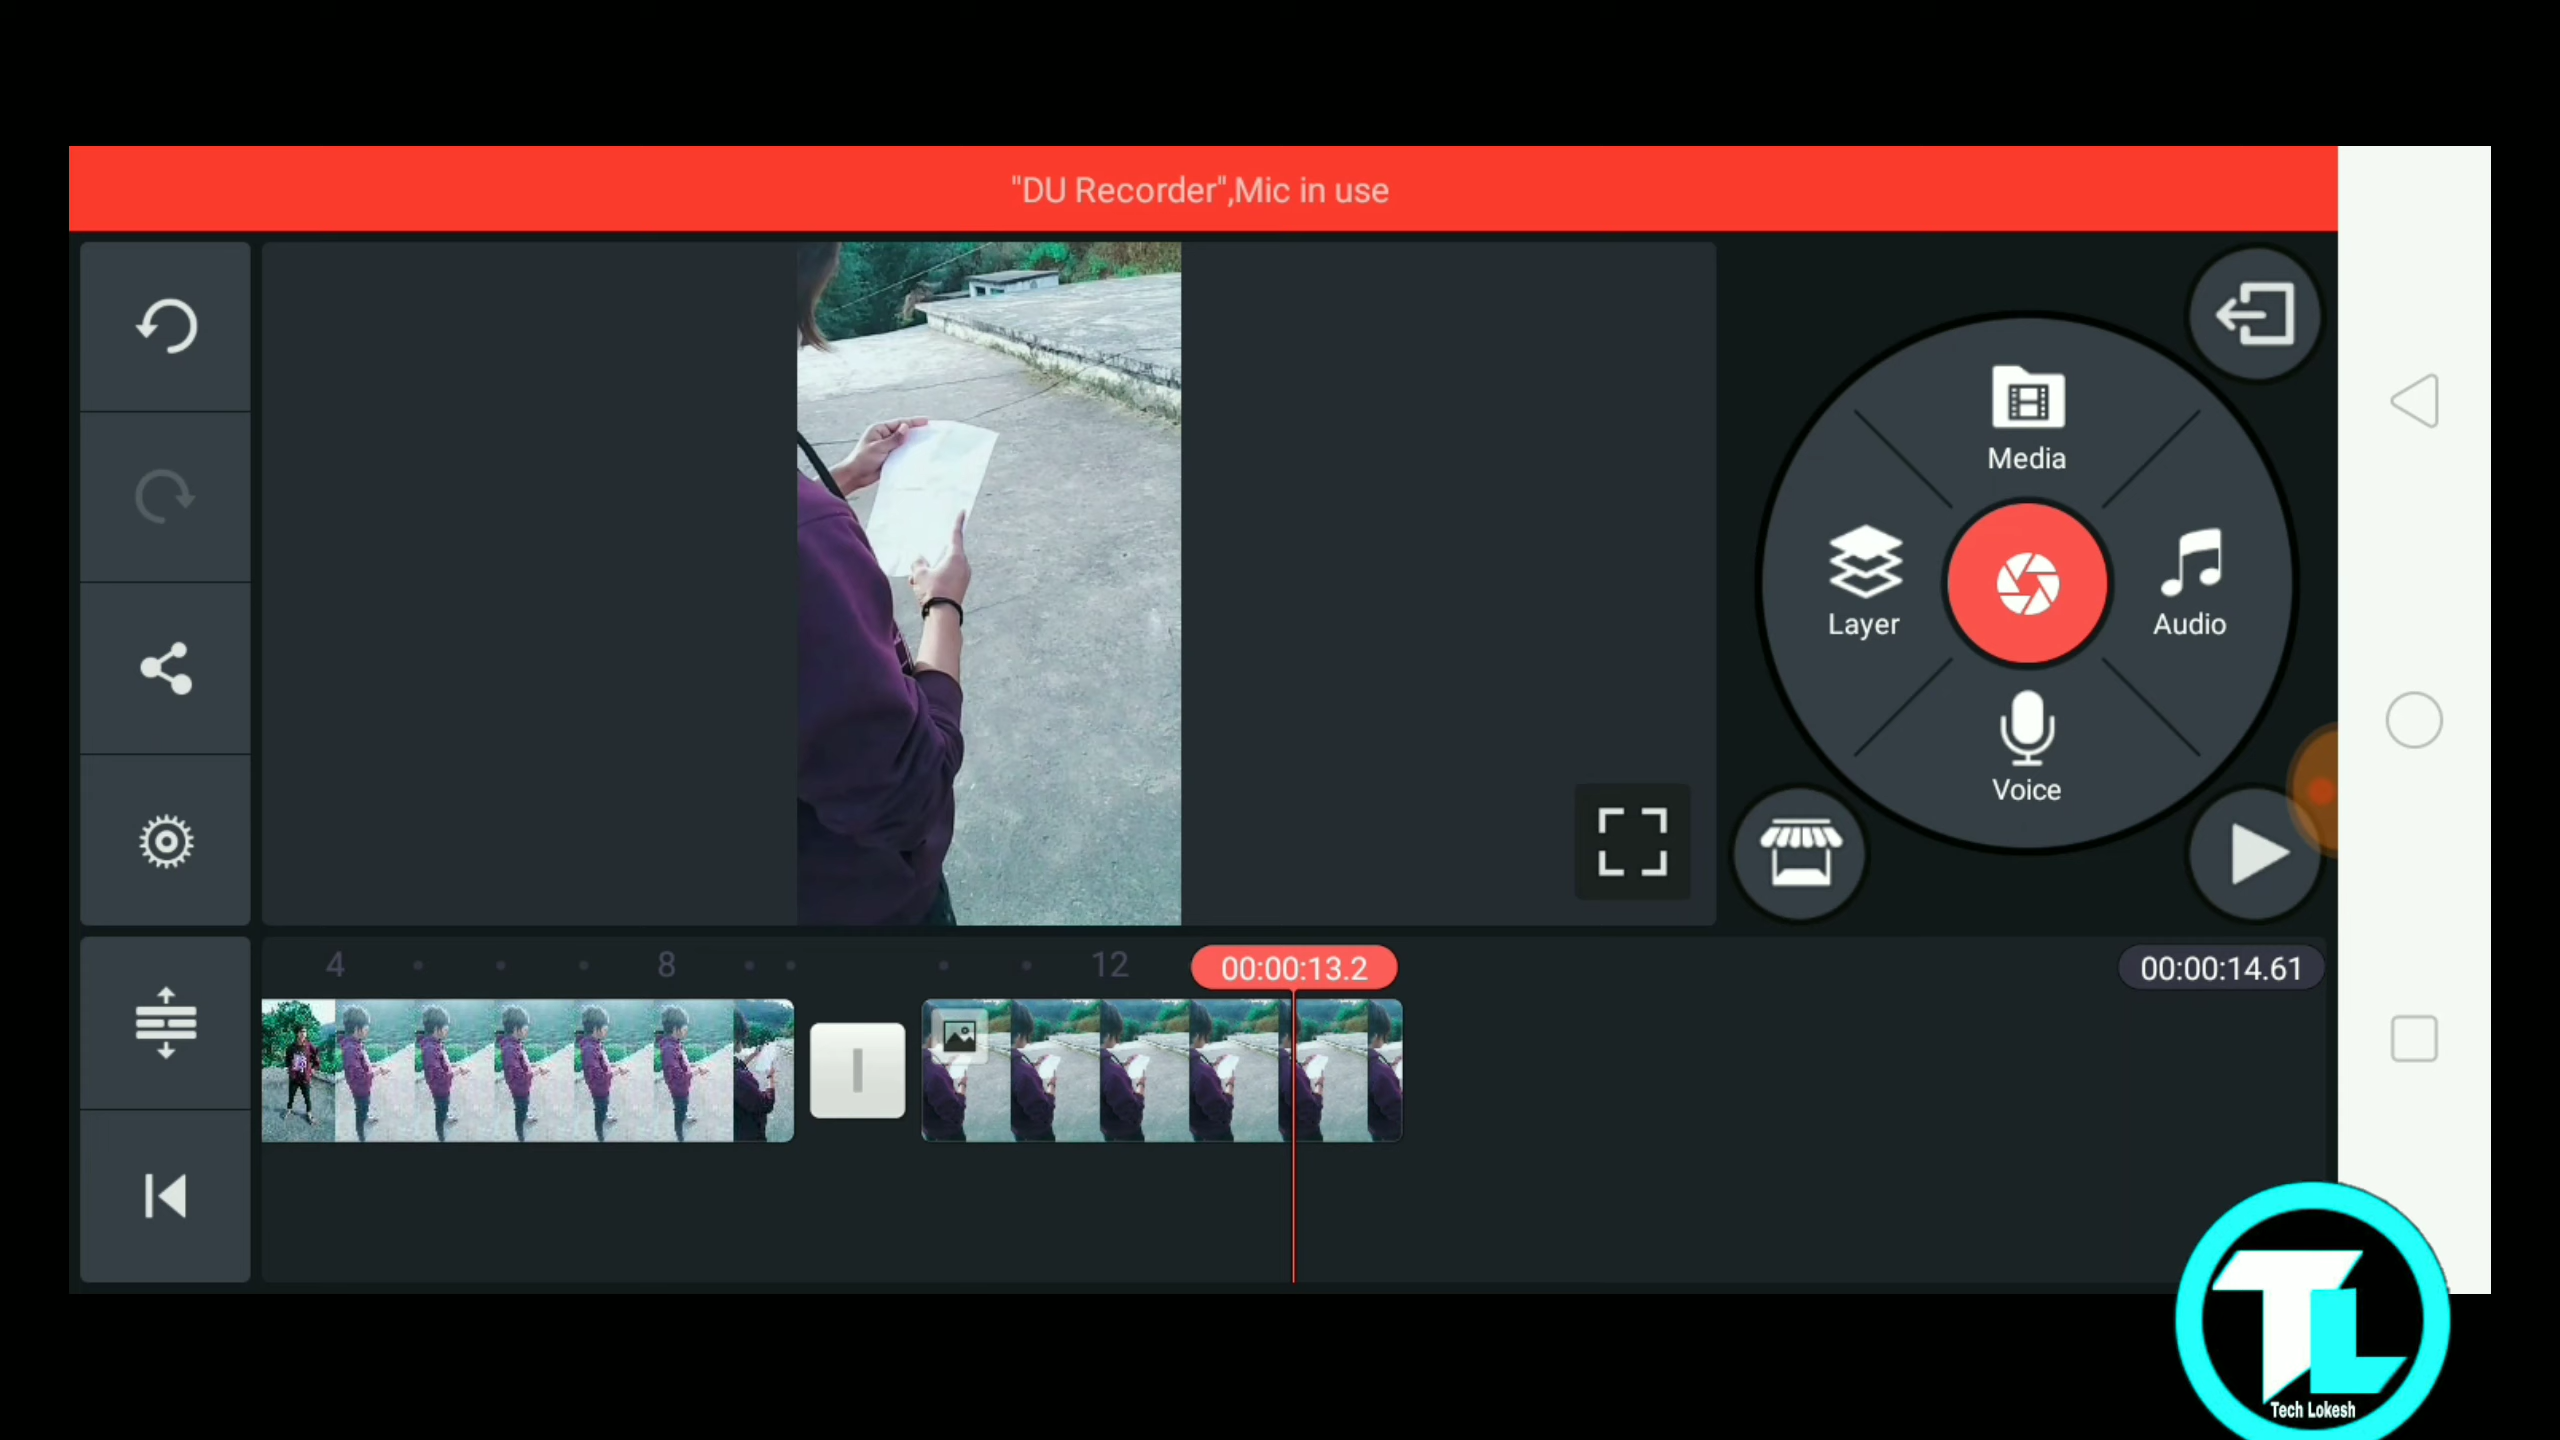 "DU Recorder",Mic in use
Media
Layer
Audio
Voice
4
8
12
00:00:13.2
00:00:14.61
TL
Tech Lokesh